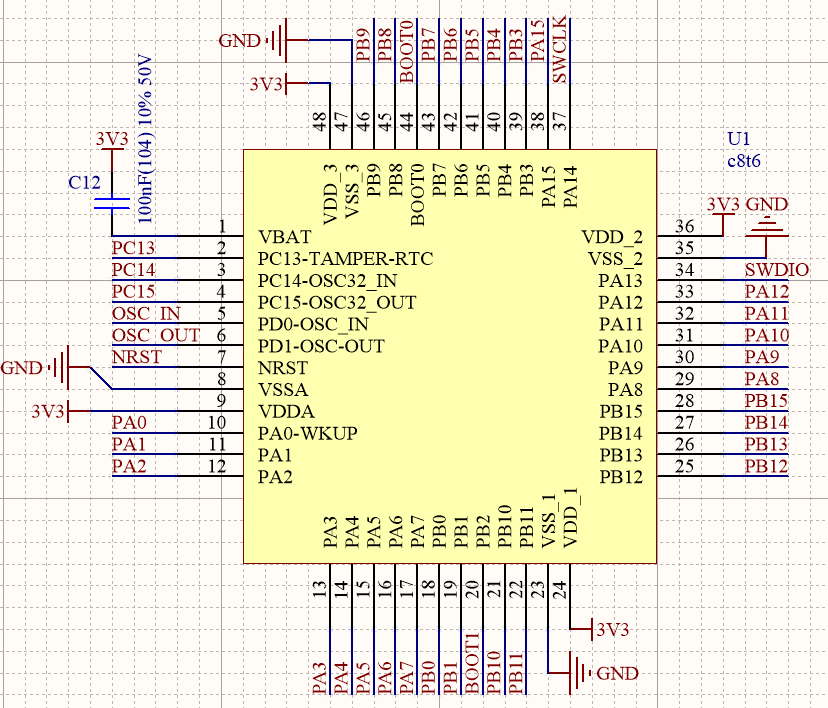 GND
PB9
PB8
BOOT0
PB7
PB6
PB5
PB4
PB3
PA15
SWCLK
3V3
48
47
46
45
44
43
42
41
40
39
38
37
3V3
C12
100nF(104) 10% 50V
U1
c8t6
VDD_3
VSS_3
PB9
PB8
BOOT0
PB7
PB6
PB5
PB4
PB3
PA15
PA14
3V3 GND
1 VBAT
PC13 2 PC13-TAMPER-RTC
PC14 3 PC14-OSC32_IN
PC15 4 PC15-OSC32_OUT
OSC_IN 5 PD0-OSC_IN
OSC_OUT 6 PD1-OSC-OUT
NRST 7 NRST
GND 8 VSSA
3V3 9 VDDA
PA0 10 PA0-WKUP
PA1 11 PA1
PA2 12 PA2
VDD_2 36
VSS_2 35
PA13 34 SWDIO
PA12 33 PA12
PA11 32 PA11
PA10 31 PA10
PA9 30 PA9
PA8 29 PA8
PB15 28 PB15
PB14 27 PB14
PB13 26 PB13
PB12 25 PB12
PA3
PA4
PA5
PA6
PA7
PB0
PB1
PB2
PB10
PB11
VSS_1
VDD_1
13
14
15
16
17
18
19
20
21
22
23
24
3V3
GND
PA3
PA4
PA5
PA6
PA7
PB0
PB1
BOOT1
PB10
PB11